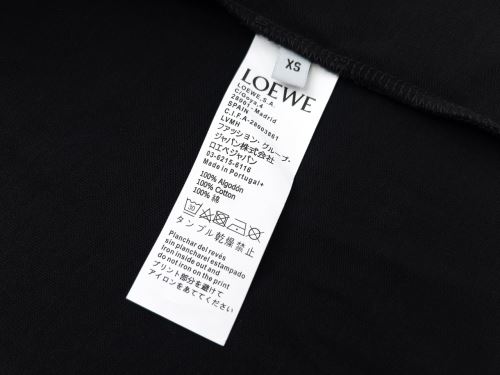 XS
LOEWE
LOEWE,S.A.
C/Goya,4
28001 Madrid
SPAIN
C.I.F.A-28003861
LVMH
ファッション・グループ・
ジャパン株式会社
ロエベジャパン
03-6215-6116
Made in Portugal+
100% Algodón
100% Cotton
100% 綿
30
タンブル乾燥禁止
Planchar del revés
sin plancharel estampado
Iron inside out and
do not iron on the print
プリント部分を避けて
アイロンをあててください